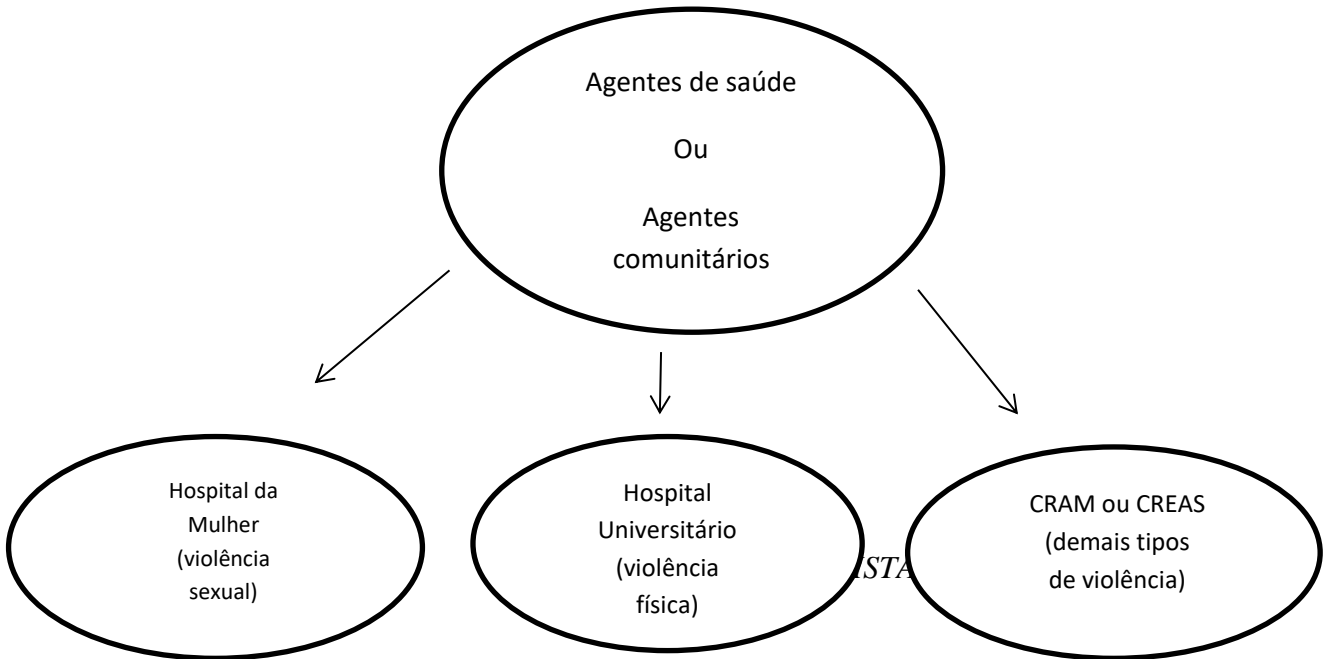 Agentes de saúde
Ou
Agentes
comunitários
Hospital da
Mulher
(violência
sexual)
Hospital
Universitário
(violência
física)
CRAM ou CREAS
(demais tipos
de violência)